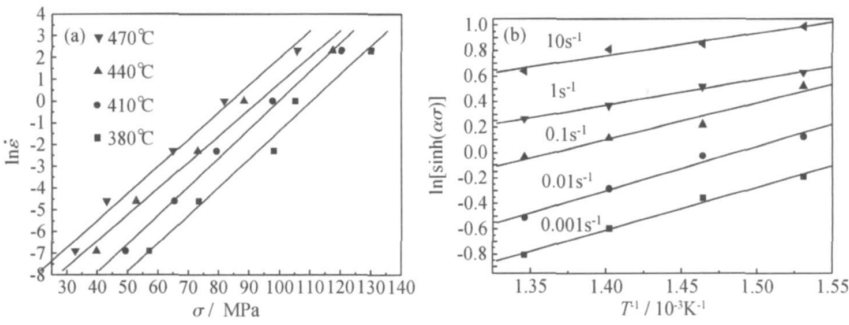 4
3
2
1
0
-1
-2
-3
-4
-5
-6
-7
-8
lnε̇
(a)
470℃
440℃
410℃
380℃
30 40 50 60 70 80 90 100 110 120 130 140
σ / MPa
1.0
0.8
0.6
0.4
0.2
0.0
-0.2
-0.4
-0.6
-0.8
ln[sinh(ασ)]
(b)
10s⁻¹
1s⁻¹
0.1s⁻¹
0.01s⁻¹
0.001s⁻¹
1.35 1.40 1.45 1.50 1.55
T⁻¹ / 10⁻³K⁻¹